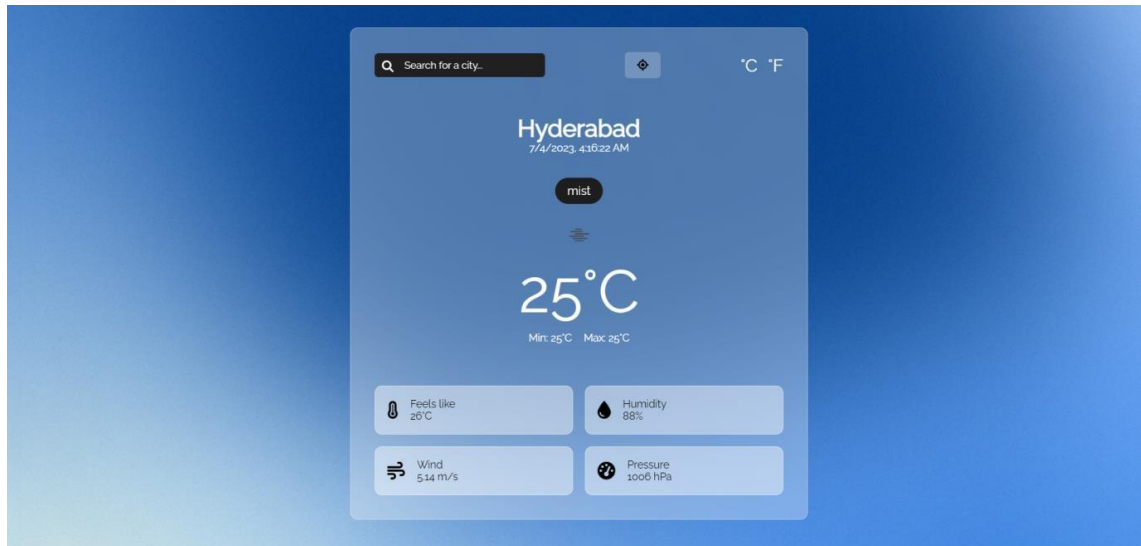 Search for a city...
°C °F
Hyderabad
7/4/2023, 4:16:22 AM
mist
25°C
Min: 25°C Max: 25°C
Feels like
26°C
Humidity
88%
Wind
5.14 m/s
Pressure
1006 hPa